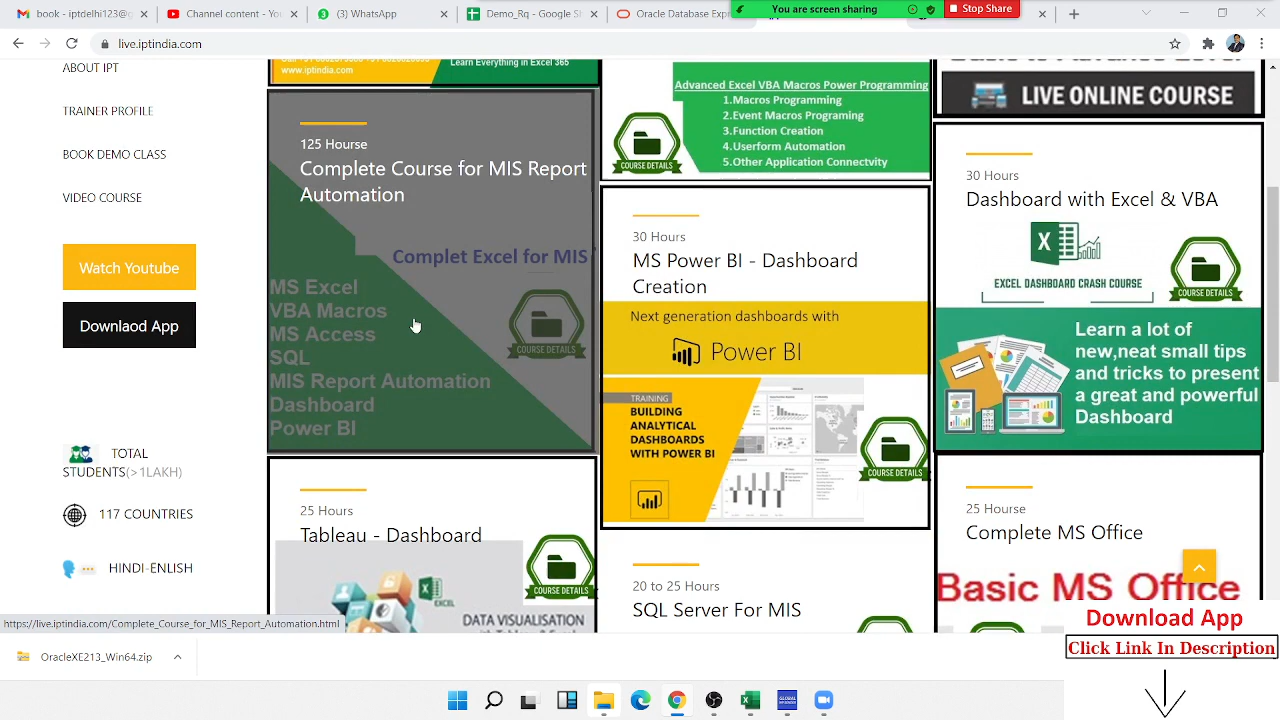 book - iptdelhi123@g
Channel content - You
(3) WhatsApp
Demo_Rq - Google S
Oracle Database Expr
You are screen sharing
Stop Share
live.iptindia.com
ABOUT IPT
TRAINER PROFILE
BOOK DEMO CLASS
VIDEO COURSE
Watch Youtube
Download App
TOTAL
STUDENTS (1LAKH)
117 COUNTRIES
HINDI-ENLISH
www.iptindia.com
Learn Everything in Excel 365
125 Hourse
Complete Course for MIS Report
Automation
Complet Excel for MIS
MS Excel
VBA Macros
MS Access
SQL
MIS Report Automation
Dashboard
Power BI
COURSE DETAILS
25 Hours
Tableau - Dashboard
EXCEL
DATA VISUALISATION
COURSE DETAILS
Advanced Excel VBA Macros Power Programming
1.Macros Programming
2.Event Macros Programing
3.Function Creation
4.Userform Automation
5.Other Application Connectvity
COURSE DETAILS
30 Hours
MS Power BI - Dashboard
Creation
Next generation dashboards with
Power BI
TRAINING
BUILDING
ANALYTICAL
DASHBOARDS
WITH POWER BI
COURSE DETAILS
20 to 25 Hours
SQL Server For MIS
LIVE ONLINE COURSE
30 Hours
Dashboard with Excel & VBA
EXCEL DASHBOARD CRASH COURSE
COURSE DETAILS
Learn a lot of
new,neat small tips
and tricks to present
a great and powerful
Dashboard
25 Hourse
Complete MS Office
Basic MS Office
https://live.iptindia.com/Complete_Course_for_MIS_Report_Automation.html
OracleXE213_Win64.zip
Download App
Click Link In Description